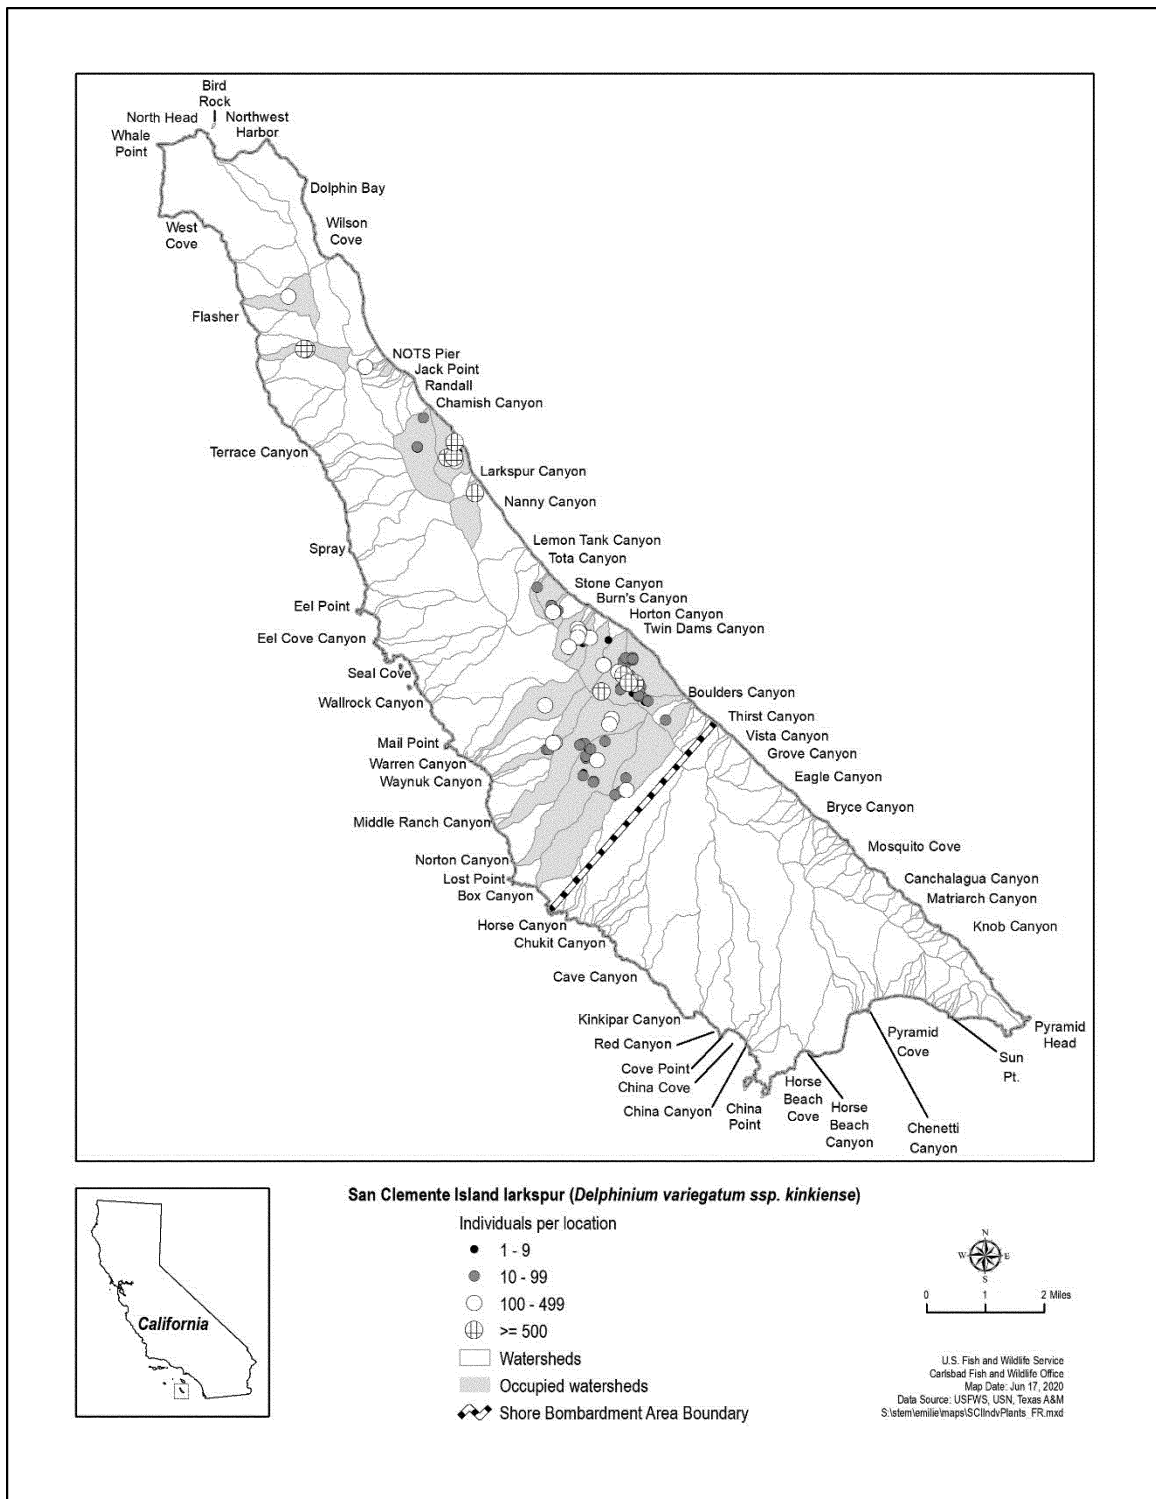 Bird
Rock
North Head
Northwest
Harbor
Whale
Point
Dolphin Bay
West
Cove
Wilson
Cove
Flasher
NOTS Pier
Jack Point
Randall
Chamish Canyon
Terrace Canyon
Larkspur Canyon
Nanny Canyon
Lemon Tank Canyon
Tota Canyon
Spray
Stone Canyon
Burn's Canyon
Horton Canyon
Twin Dams Canyon
Eel Point
Eel Cove Canyon
Seal Cove
Wallrock Canyon
Boulders Canyon
Thirst Canyon
Vista Canyon
Grove Canyon
Mail Point
Warren Canyon
Waynuk Canyon
Eagle Canyon
Bryce Canyon
Middle Ranch Canyon
Mosquito Cove
Norton Canyon
Lost Point
Box Canyon
Canchalagua Canyon
Matriarch Canyon
Knob Canyon
Horse Canyon
Chukit Canyon
Cave Canyon
Kinkipar Canyon
Red Canyon
Cove Point
China Cove
China Canyon
China
Point
Horse
Beach
Cove
Horse
Beach
Canyon
Pyramid
Cove
Chenetti
Canyon
Sun
Pt.
Pyramid
Head
San Clemente Island larkspur (Delphinium variegatum ssp. kinkiense)
Individuals per location
1 - 9
10 - 99
100 - 499
>= 500
Watersheds
Occupied watersheds
Shore Bombardment Area Boundary
California
N
W E
S
0 1 2 Miles
U.S. Fish and Wildlife Service
Carlsbad Fish and Wildlife Office
Map Date: Jun 17, 2020
Data Source: USFWS, USN, Texas A&M
S:\stem\emilie\maps\SCIIndvPlants_FR.mxd